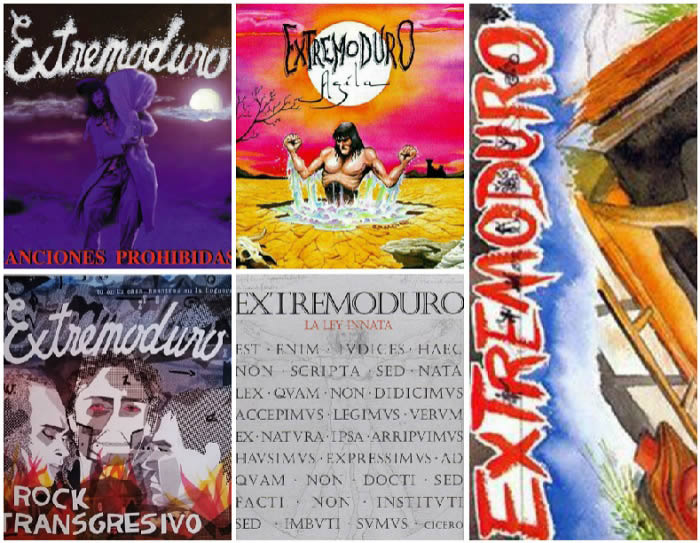 Extremoduro
ANCIONES PROHIBIDAS
EXTREMODURO
Agila
Extremoduro
ROCK
TRANSGRESIVO
EXTREMODURO
LA LEY INNATA
EST · ENIM · IVDICES · HAEC
NON · SCRIPTA · SED · NATA
LEX · QVAM · NON · DIDICIMVS
ACCEPIMVS · LEGIMVS · VERVM
EX · NATVRA · IPSA · ARRIPVIMVS
HAVSIMVS · EXPRESSIMVS · AD
QVAM · NON · DOCTI · SED
FACTI · NON · INSTITVTI
SED · IMBVTI · SVMVS · CICERO
EXTREMODURO